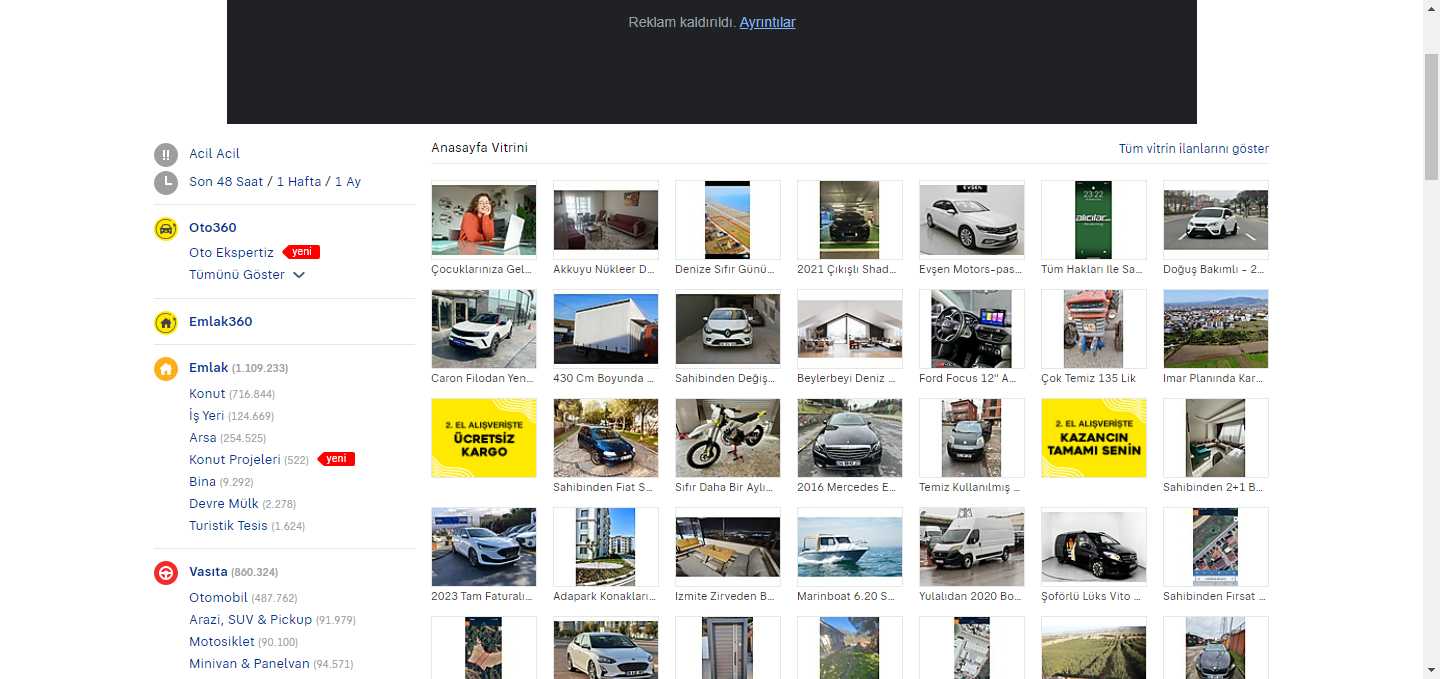 Reklam kaldırıldı. Ayrıntılar
Acil Acil
Son 48 Saat / 1 Hafta / 1 Ay
Oto360
Oto Ekspertiz yeni
Tümünü Göster
Emlak360
Emlak (1.109.233)
Konut (716.844)
İş Yeri (124.669)
Arsa (254.525)
Konut Projeleri (522) yeni
Bina (9.292)
Devre Mülk (2.278)
Turistik Tesis (1.624)
Vasıta (860.324)
Otomobil (487.762)
Arazi, SUV & Pickup (91.979)
Motosiklet (90.100)
Minivan & Panelvan (94.571)
Anasayfa Vitrini
Tüm vitrin ilanlarını göster
EVŞEN
23:22
alicilar...
Çocuklarınıza Gel...
Akkuyu Nükleer D...
Denize Sıfır Günü...
2021 Çıkışlı Shad...
Evşen Motors-pas...
Tüm Hakları Ile Sa...
Doğuş Bakımlı - 2...
Caron Filodan Yen...
430 Cm Boyunda ...
Sahibinden Değiş...
Beylerbeyi Deniz ...
Ford Focus 12'' A...
Çok Temiz 135 Lik
Imar Planında Kar...
2. EL ALIŞVERİŞTE
ÜCRETSİZ
KARGO
2. EL ALIŞVERİŞTE
KAZANCIN
TAMAMI SENİN
Sahibinden Fiat S...
Sıfır Daha Bir Aylı...
2016 Mercedes E...
Temiz Kullanılmış ...
Sahibinden 2+1 B...
2023 Tam Faturalı...
Adapark Konakları...
Izmite Zirveden B...
Marinboat 6.20 S...
Yulalıdan 2020 Bo...
Şoförlü Lüks Vito ...
Sahibinden Fırsat ...